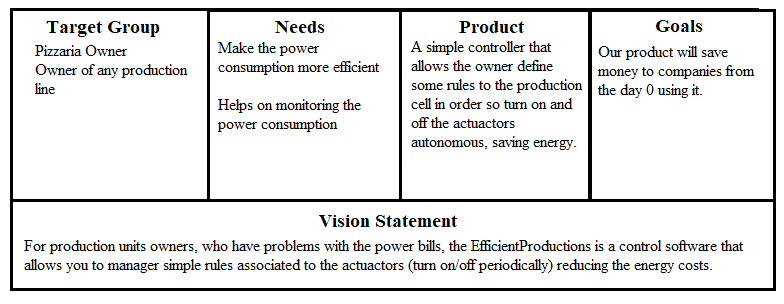 Target Group
Pizzaria Owner
Owner of any production
line
Needs
Make the power
consumption more efficient
Helps on monitoring the
power consumption
Product
A simple controller that
allows the owner define
some rules to the production
cell in order so turn on and
off the actuactors
autonomous, saving energy.
Goals
Our product will save
money to companies from
the day 0 using it.
Vision Statement
For production units owners, who have problems with the power bills, the EfficientProductions is a control software that
allows you to manager simple rules associated to the actuactors (turn on/off periodically) reducing the energy costs.